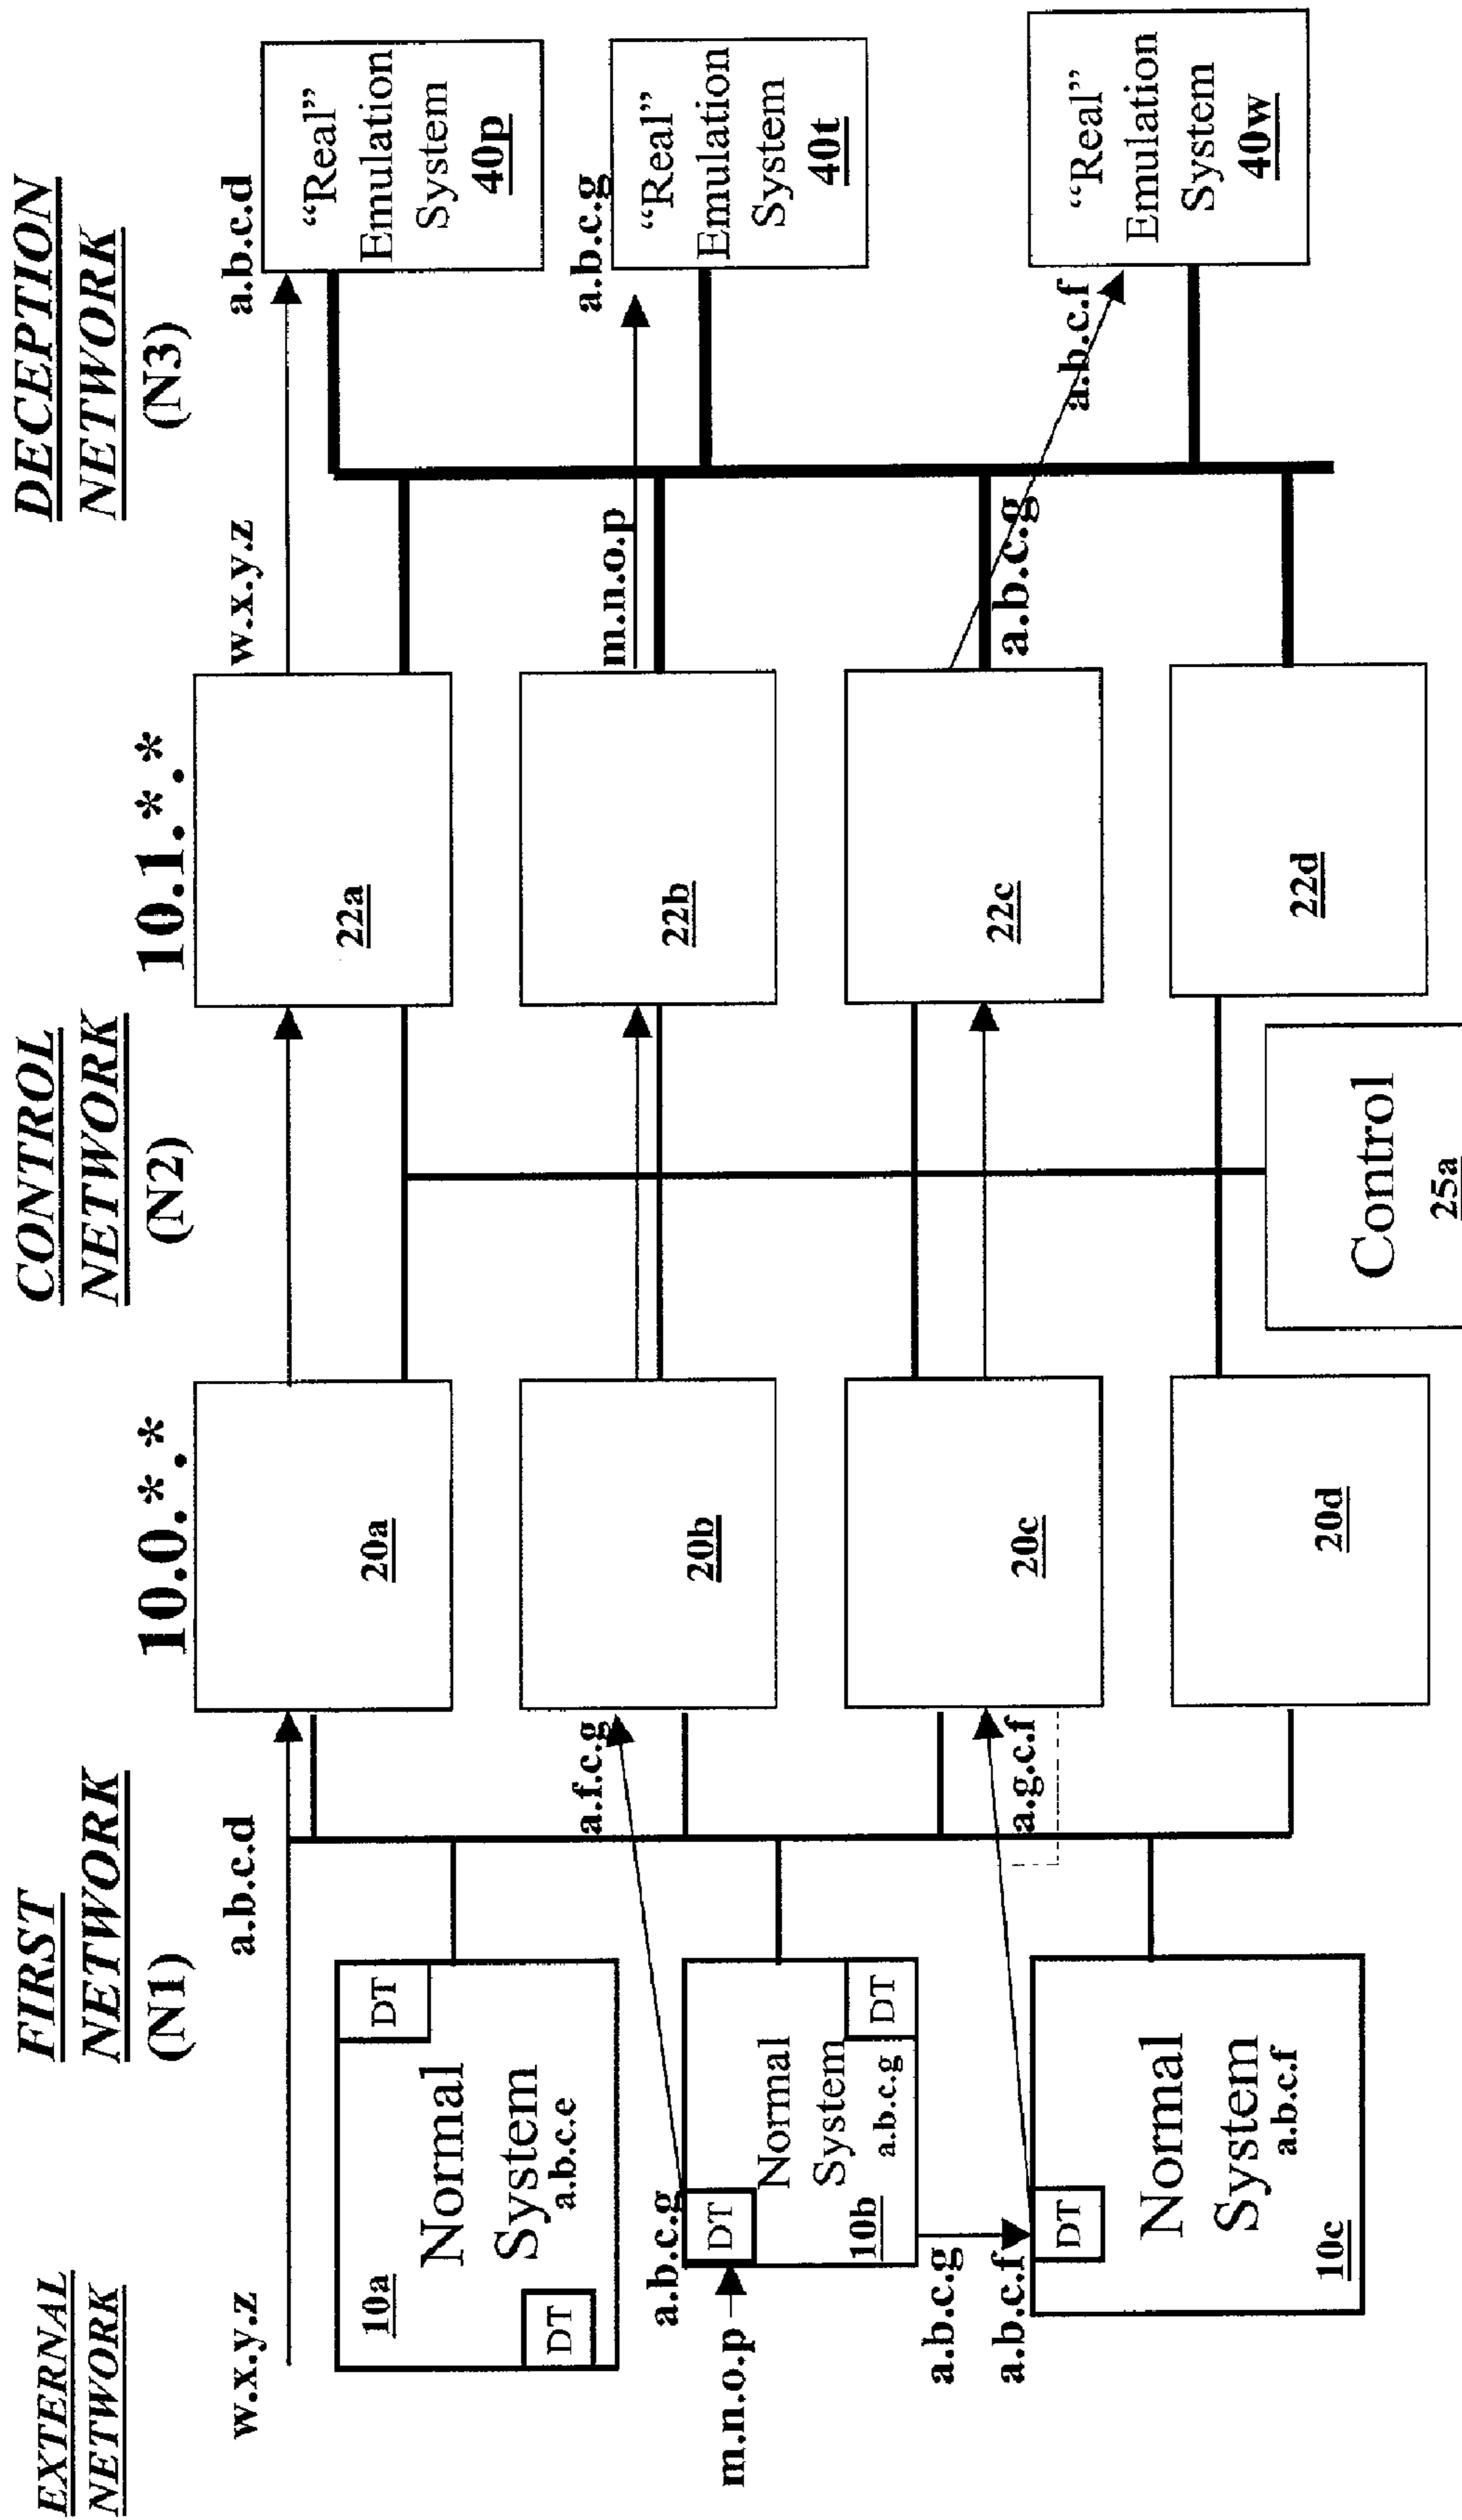 EXTERNAL
NETWORK
FIRST
NETWORK
(N1)
CONTROL
NETWORK
(N2)
DECEPTION
NETWORK
(N3)
10.0.*.*
10.1.*.*
w.x.y.z
a.b.c.d
w.x.y.z
a.b.c.d
10a
Normal
System
a.b.c.e
DT
DT
20a
22a
"Real"
Emulation
System
40p
a.b.c.g
m.n.o.p
DT
Normal
System
a.b.c.g
10b
DT
a.f.c.g
20b
22b
m.n.o.p
a.b.c.g
"Real"
Emulation
System
40t
a.b.c.g
a.b.c.f
DT
Normal
System
a.b.c.f
10c
a.g.c.f
20c
22c
a.b.c.g
a.b.c.f
"Real"
Emulation
System
40w
20d
22d
Control
25a